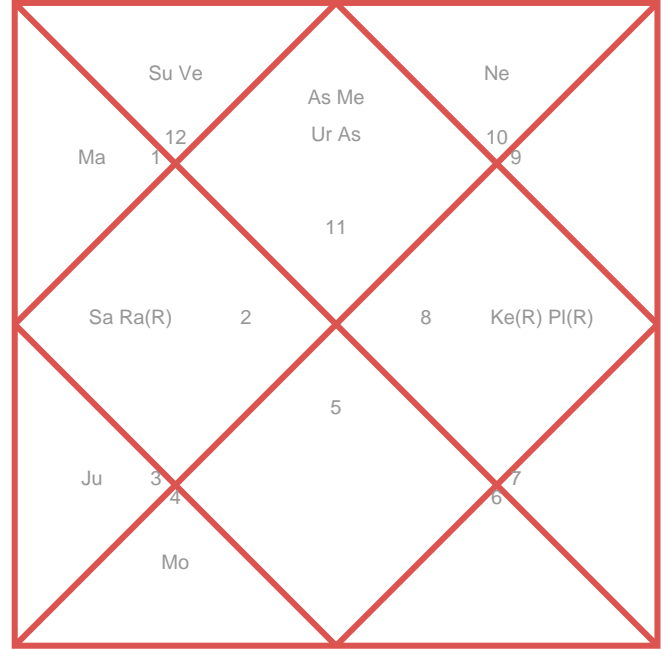 Su Ve
Ne
As Me
Ur As
12
10
Ma
1
9
11
Sa Ra(R)
2
8
Ke(R) Pl(R)
5
Ju
3
7
4
6
Mo